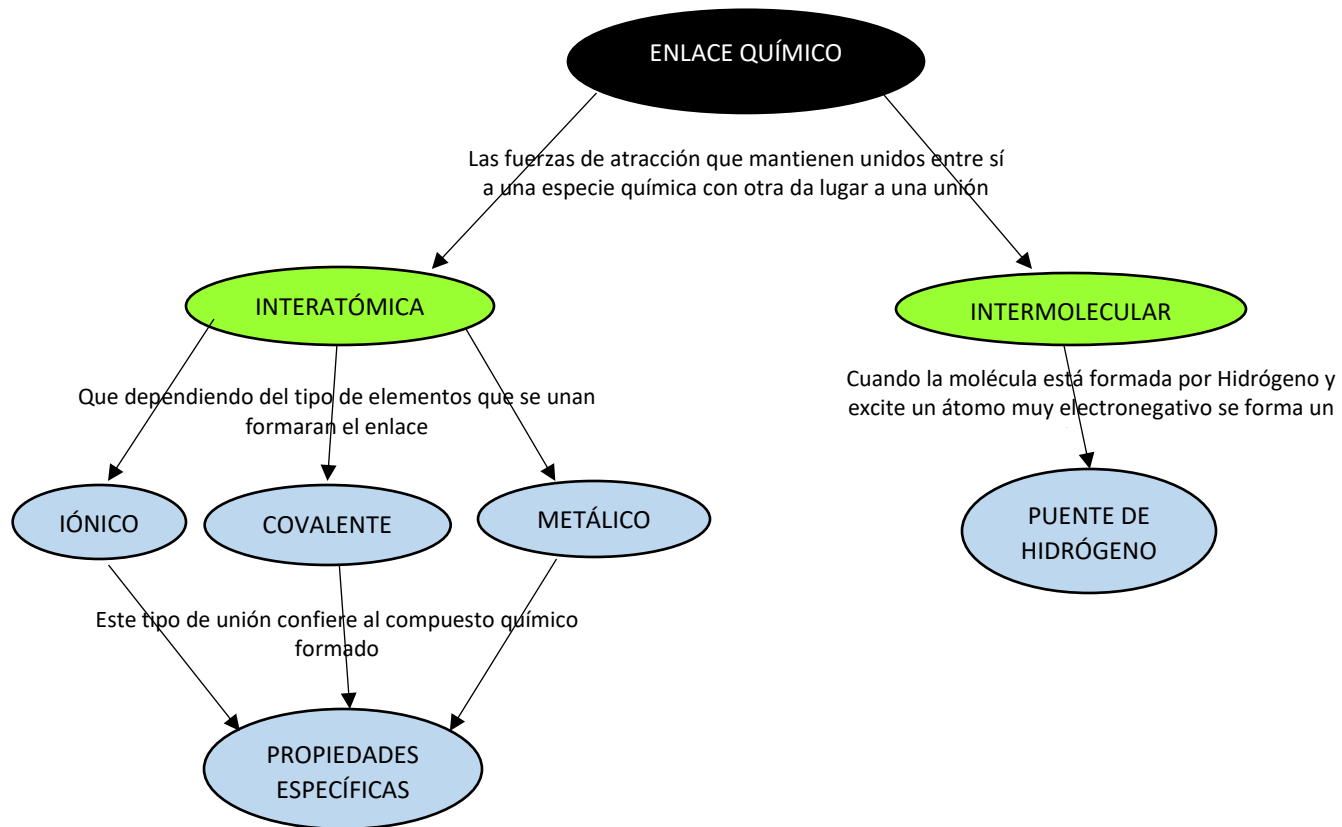 ENLACE QUÍMICO
Las fuerzas de atracción que mantienen unidos entre sí
a una especie química con otra da lugar a una unión
INTERATÓMICA
INTERMOLECULAR
Que dependiendo del tipo de elementos que se unan
formaran el enlace
Cuando la molécula está formada por Hidrógeno y
excite un átomo muy electronegativo se forma un
IÓNICO
COVALENTE
METÁLICO
PUENTE DE
HIDRÓGENO
Este tipo de unión confiere al compuesto químico
formado
PROPIEDADES
ESPECÍFICAS